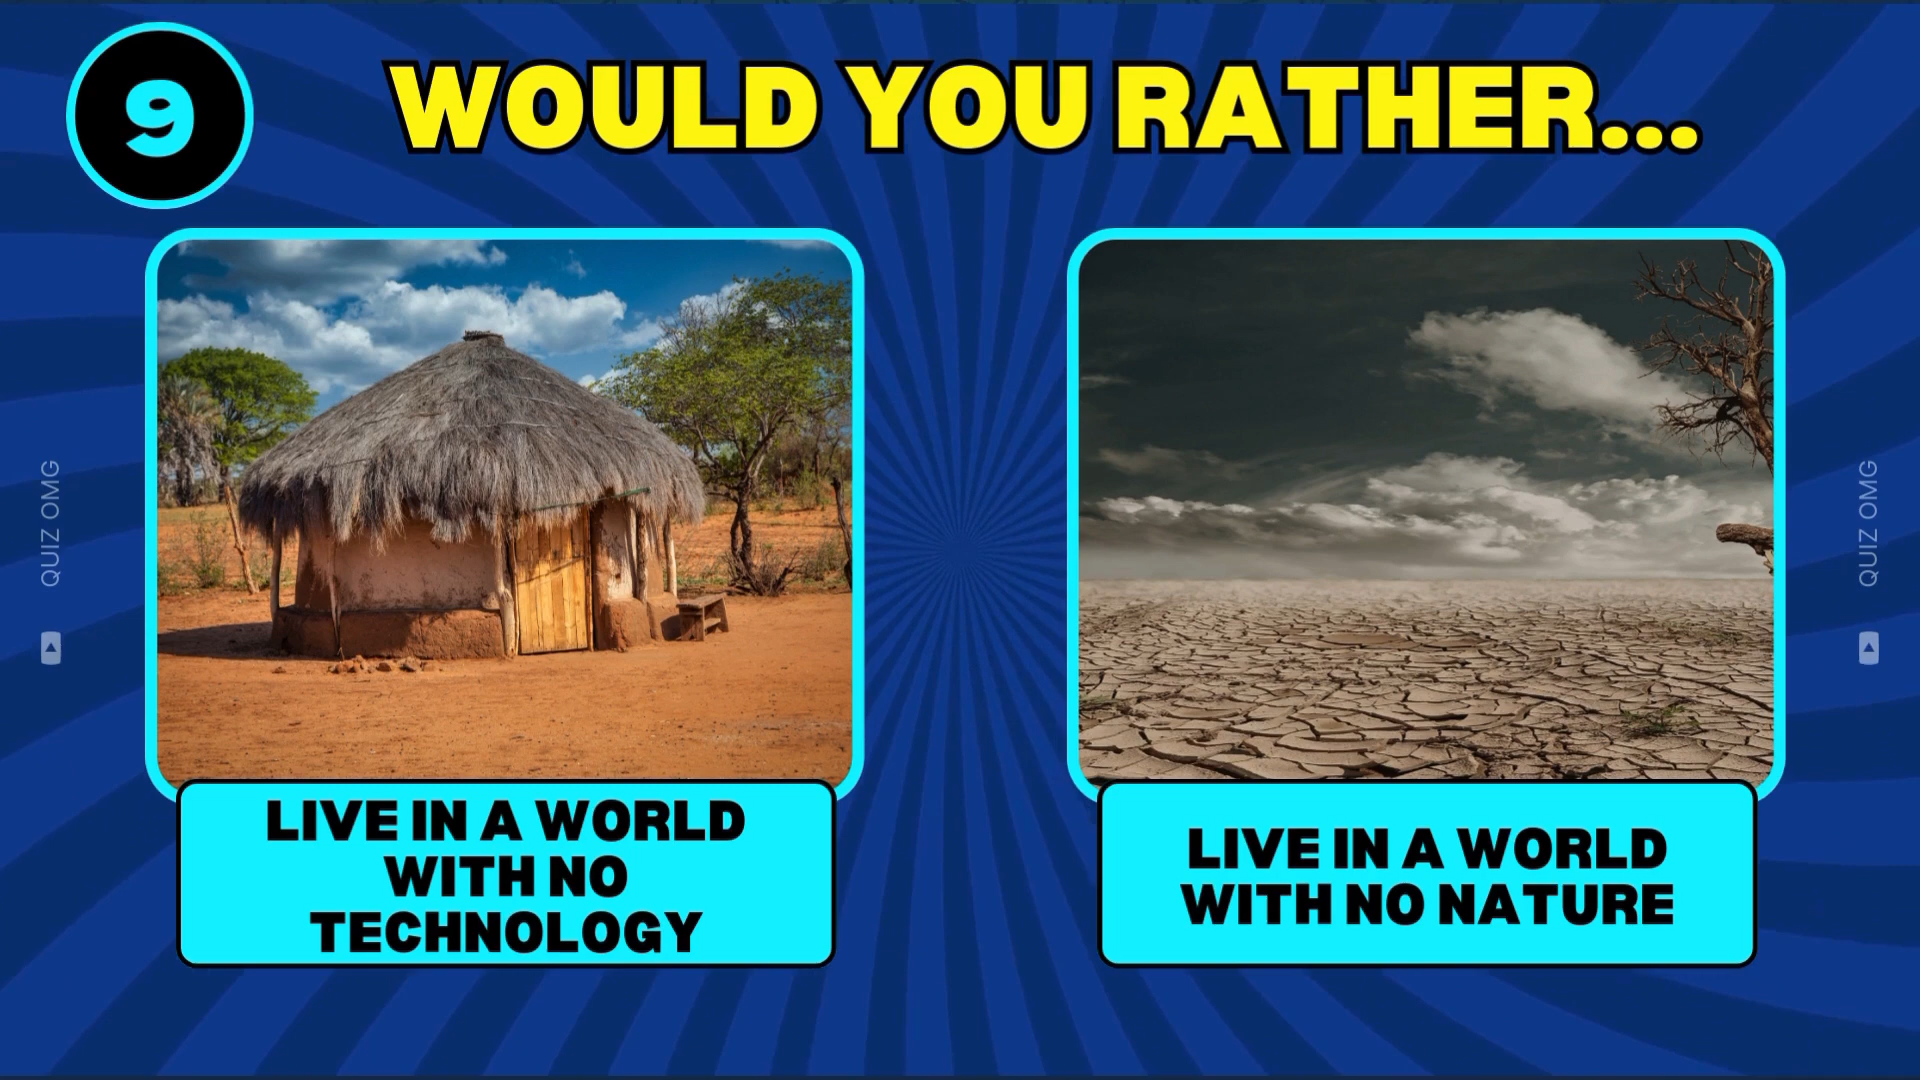 9
WOULD YOU RATHER...
QUIZ OMG
QUIZ OMG
LIVE IN A WORLD
WITH NO
TECHNOLOGY
LIVE IN A WORLD
WITH NO NATURE